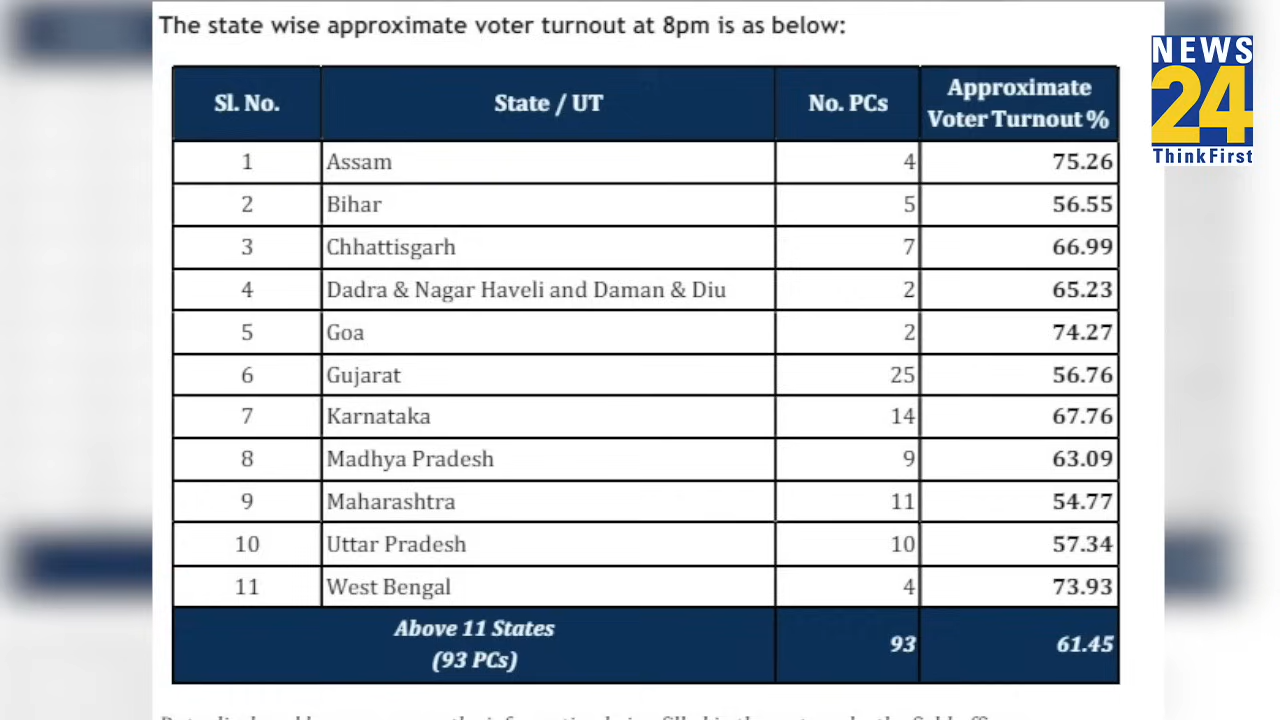 The state wise approximate voter turnout at 8pm is as below:
NEWS
24
ThinkFirst
Sl. No. State / UT No. PCs Approximate Voter Turnout %
1 Assam 4 75.26
2 Bihar 5 56.55
3 Chhattisgarh 7 66.99
4 Dadra & Nagar Haveli and Daman & Diu 2 65.23
5 Goa 2 74.27
6 Gujarat 25 56.76
7 Karnataka 14 67.76
8 Madhya Pradesh 9 63.09
9 Maharashtra 11 54.77
10 Uttar Pradesh 10 57.34
11 West Bengal 4 73.93
Above 11 States
(93 PCs) 93 61.45